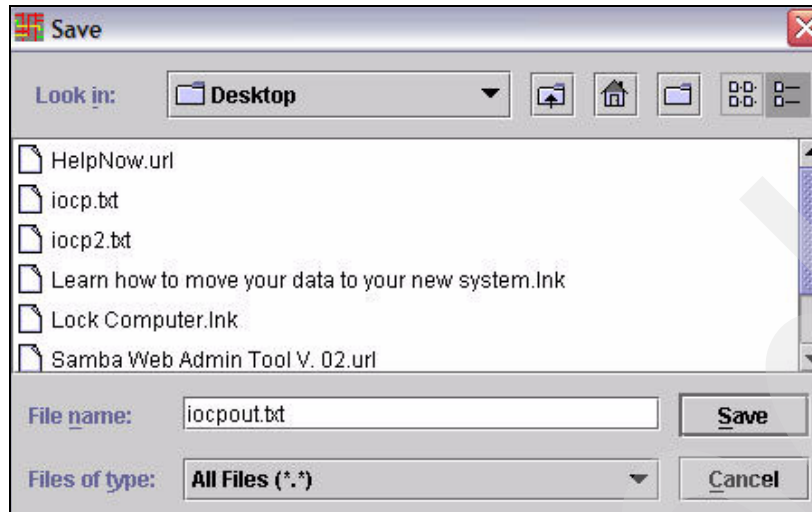 Save
Look in: Desktop
HelpNow.url
iocp.txt
iocp2.txt
Learn how to move your data to your new system.lnk
Lock Computer.lnk
Samba Web Admin Tool V. 02.url
File name: iocpout.txt Save
Files of type: All Files (*.*) Cancel